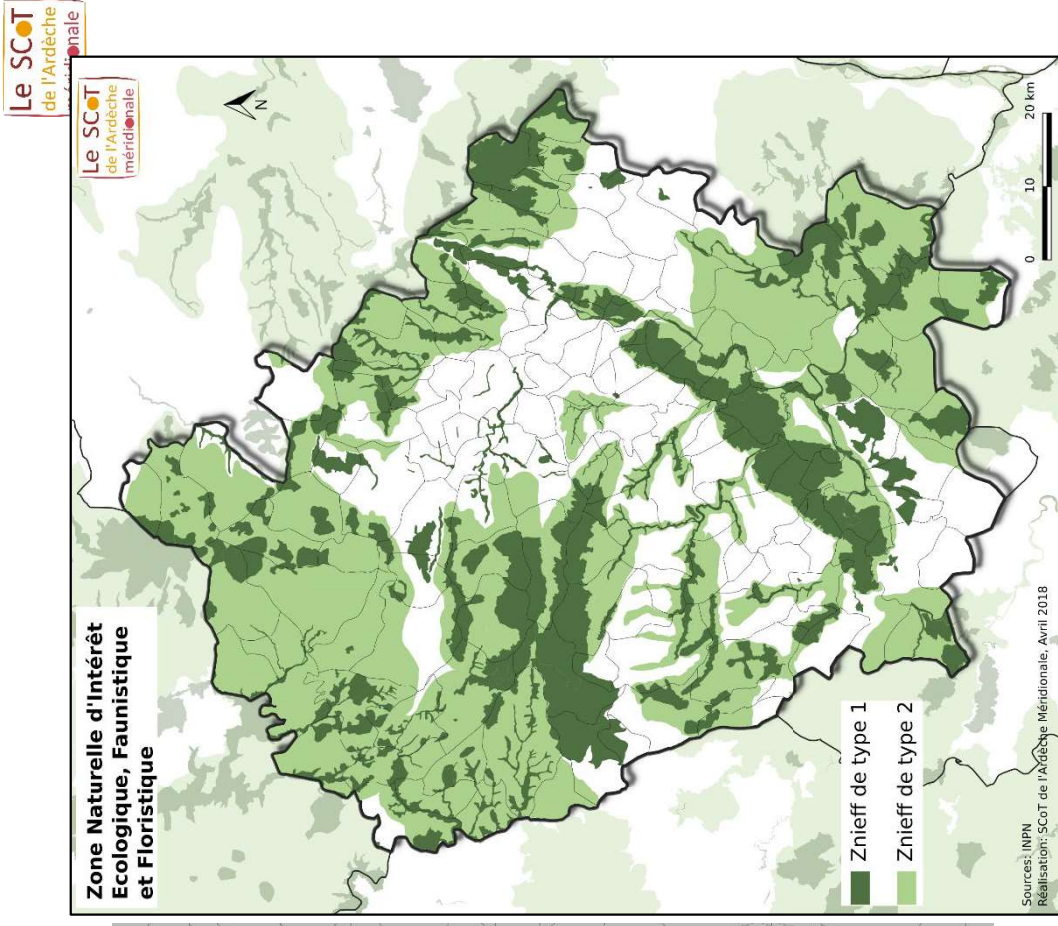 Le SCoT
de l'Ardèche
méridionale
Le SCoT
de l'Ardèche
méridionale
Zone Naturelle d'Intérêt
Ecologique, Faunistique
et Floristique
N
Znieff de type 1
Znieff de type 2
0 10 20 km
Sources: INPN
Réalisation: SCoT de l'Ardèche Méridionale, Avril 2018